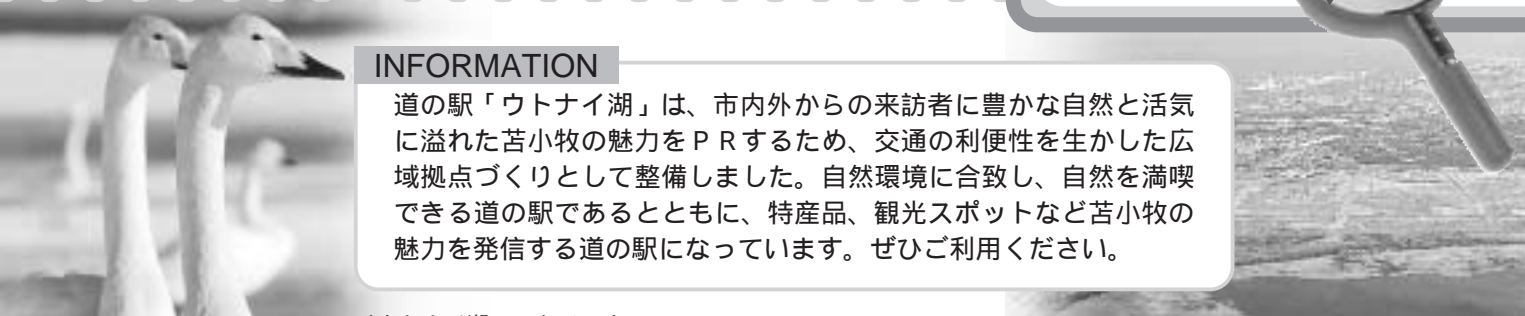 INFORMATION
道の駅「ウトナイ湖」は、市内外からの来訪者に豊かな自然と活気
に溢れた苫小牧の魅力をＰＲするため、交通の利便性を生かした広
域拠点づくりとして整備しました。自然環境に合致し、自然を満喫
できる道の駅であるとともに、特産品、観光スポットなど苫小牧の
魅力を発信する道の駅になっています。ぜひご利用ください。